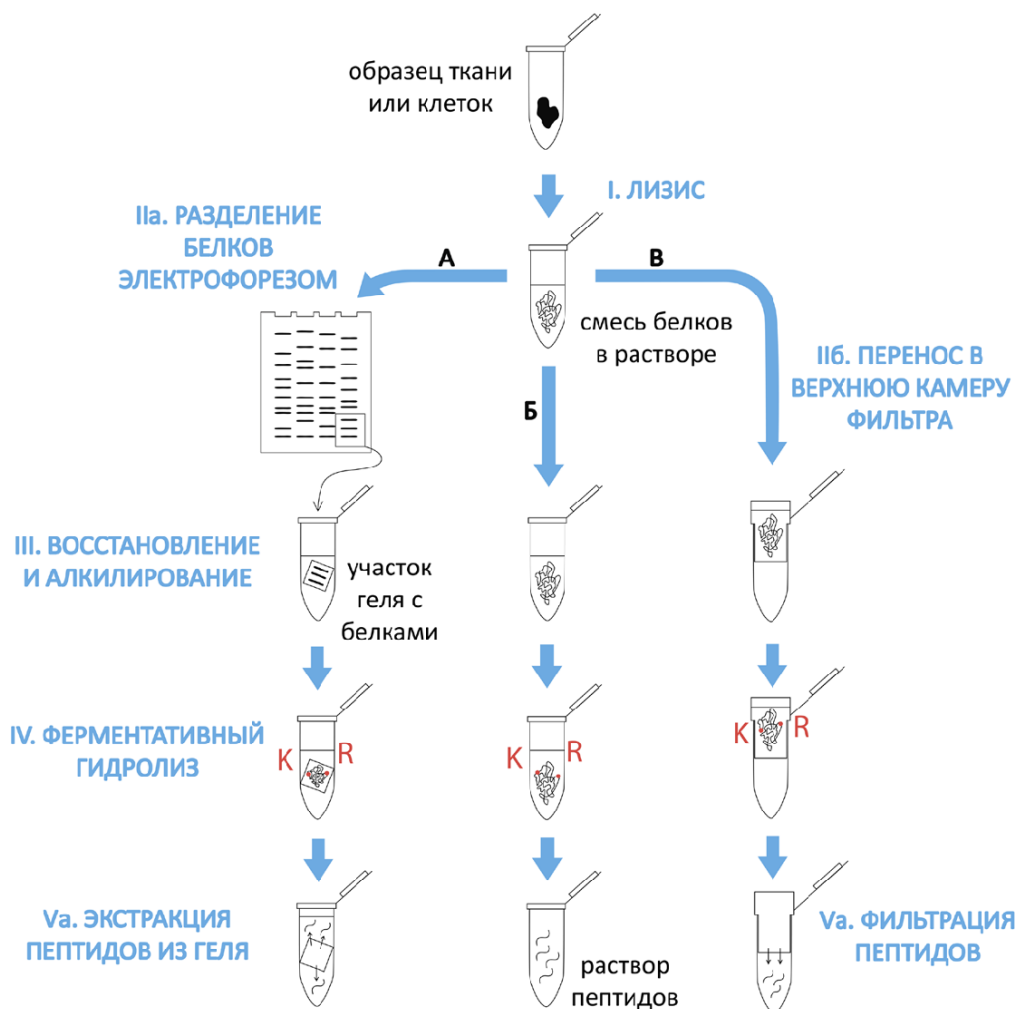 образец ткани
или клеток
I. ЛИЗИС
IIа. РАЗДЕЛЕНИЕ
БЕЛКОВ
ЭЛЕКТРОФОРЕЗОМ
А
В
смесь белков
в растворе
IIб. ПЕРЕНОС В
ВЕРХНЮЮ КАМЕРУ
ФИЛЬТРА
Б
III. ВОССТАНОВЛЕНИЕ
И АЛКИЛИРОВАНИЕ
участок
геля с
белками
IV. ФЕРМЕНТАТИВНЫЙ
ГИДРОЛИЗ
K R
K R
K R
Va. ЭКСТРАКЦИЯ
ПЕПТИДОВ ИЗ ГЕЛЯ
раствор
пептидов
Va. ФИЛЬТРАЦИЯ
ПЕПТИДОВ